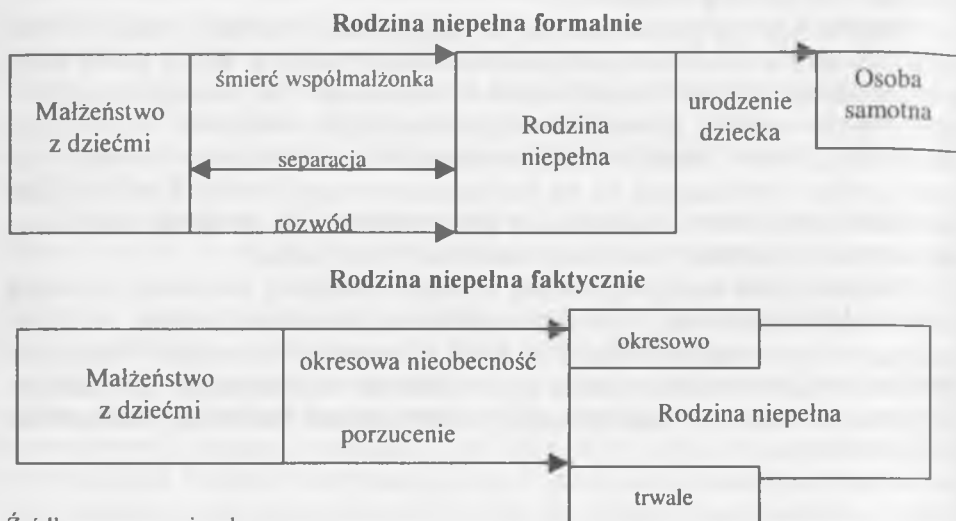 Rodzina niepełna formalnie
Małżeństwo
z dziećmi
śmierć współmałżonka
separacja
rozwód
Rodzina
niepełna
urodzenie
dziecka
Osoba
samotna
Rodzina niepełna faktycznie
Małżeństwo
z dziećmi
okresowa nieobecność
porzucenie
okresowo
Rodzina niepełna
trwale